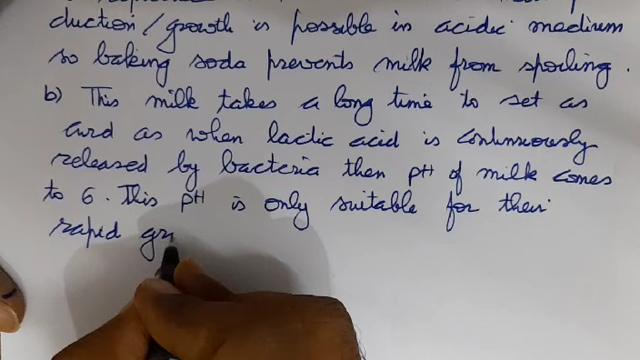 duction/growth is possible in acidic medium
so baking soda prevents milk from spoiling.
b) This milk takes a long time to set as
curd as when lactic acid is continuously
released by bacteria then pH of milk comes
to 6. This pH is only suitable for their
rapid gr